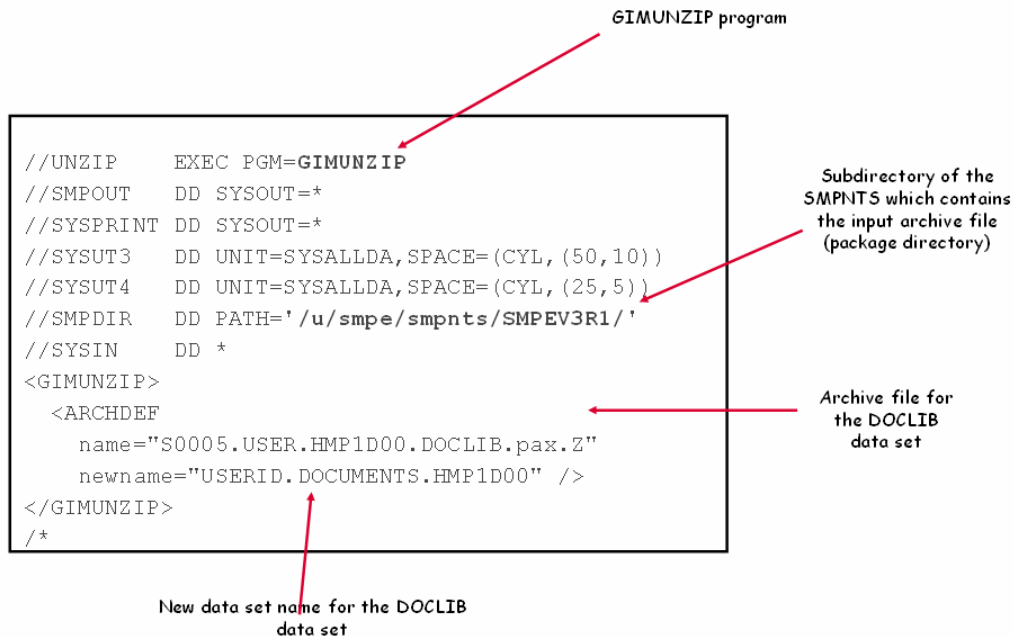 GIMUNZIP program
//UNZIP    EXEC PGM=GIMUNZIP
//SMPOUT   DD SYSOUT=*
//SYSPRINT DD SYSOUT=*
//SYSUT3   DD UNIT=SYSALLDA,SPACE=(CYL,(50,10))
//SYSUT4   DD UNIT=SYSALLDA,SPACE=(CYL,(25,5))
//SMPDIR   DD PATH='/u/smpe/smpnts/SMPEV3R1/'
//SYSIN    DD *
<GIMUNZIP>
  <ARCHDEF
    name="S0005.USER.HMP1D00.DOCLIB.pax.Z"
    newname="USERID.DOCUMENTS.HMP1D00" />
</GIMUNZIP>
/*
Subdirectory of the
SMPNTS which contains
the input archive file
(package directory)
Archive file for
the DOCLIB
data set
New data set name for the DOCLIB
data set